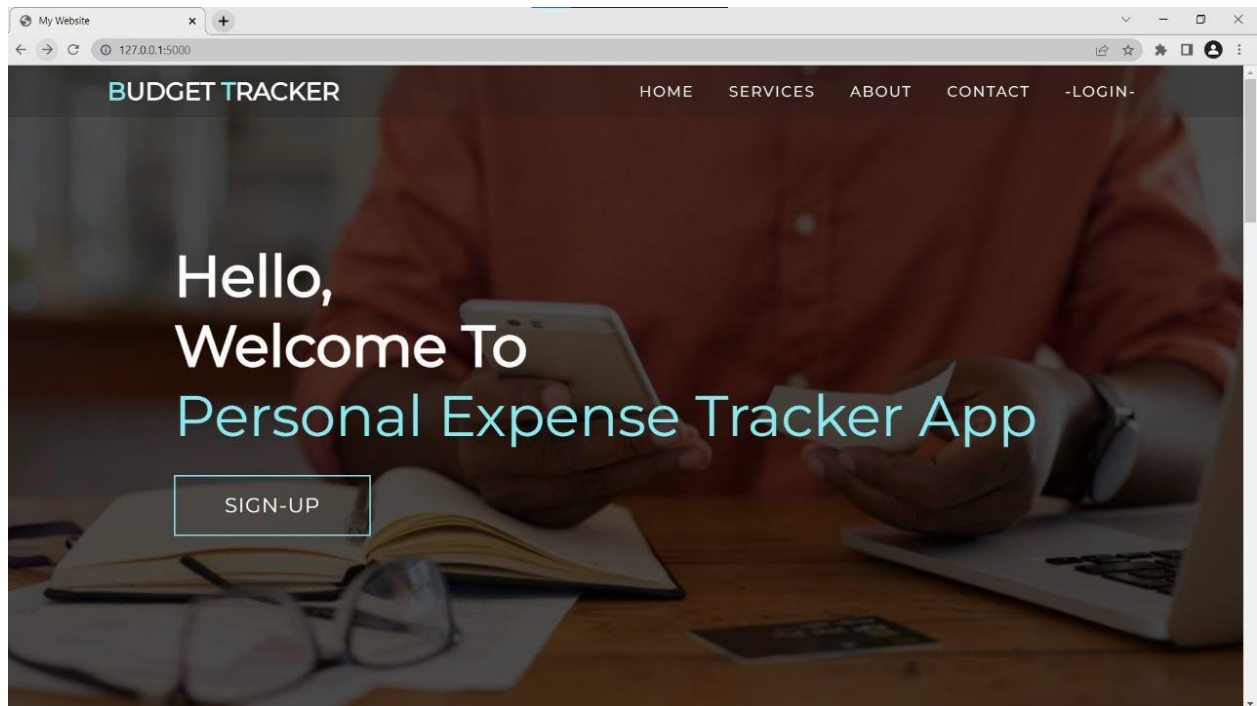 My Website
127.0.0.1:5000
BUDGET TRACKER
HOME SERVICES ABOUT CONTACT -LOGIN-
Hello,
Welcome To
Personal Expense Tracker App
SIGN-UP